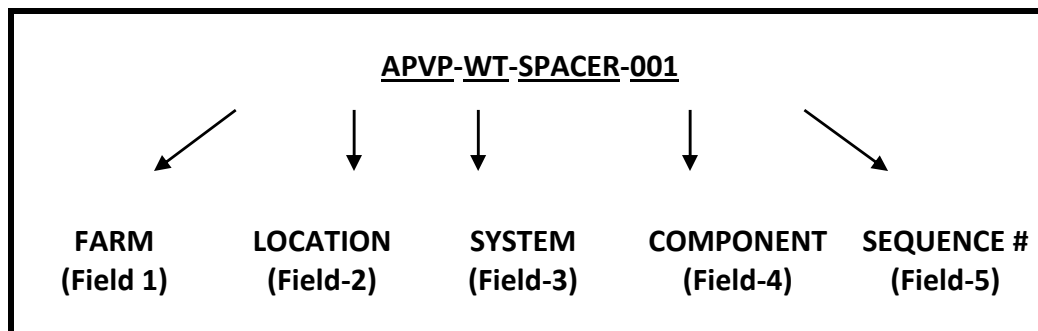 APVP-WT-SPACER-001
FARM LOCATION SYSTEM COMPONENT SEQUENCE #
(Field 1) (Field-2) (Field-3) (Field-4) (Field-5)